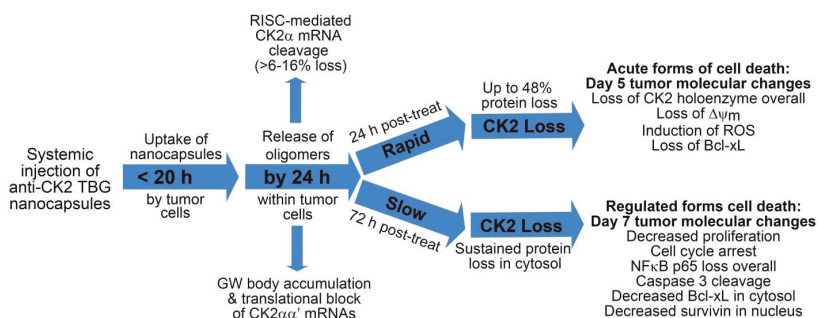 Systemic
injection of
anti-CK2 TBG
nanocapsules
Uptake of
nanocapsules
< 20 h
by tumor
cells
RISC-mediated
CK2α mRNA
cleavage
(>6-16% loss)
Release of
oligomers
by 24 h
within tumor
cells
GW body accumulation
& translational block
of CK2αα' mRNAs
24 h post-treat
Rapid
Up to 48%
protein loss
CK2 Loss
Acute forms of cell death:
Day 5 tumor molecular changes
Loss of CK2 holoenzyme overall
Loss of Δψm
Induction of ROS
Loss of Bcl-xL
Slow
72 h post-treat
CK2 Loss
Sustained protein
loss in cytosol
Regulated forms cell death:
Day 7 tumor molecular changes
Decreased proliferation
Cell cycle arrest
NFκB p65 loss overall
Caspase 3 cleavage
Decreased Bcl-xL in cytosol
Decreased survivin in nucleus